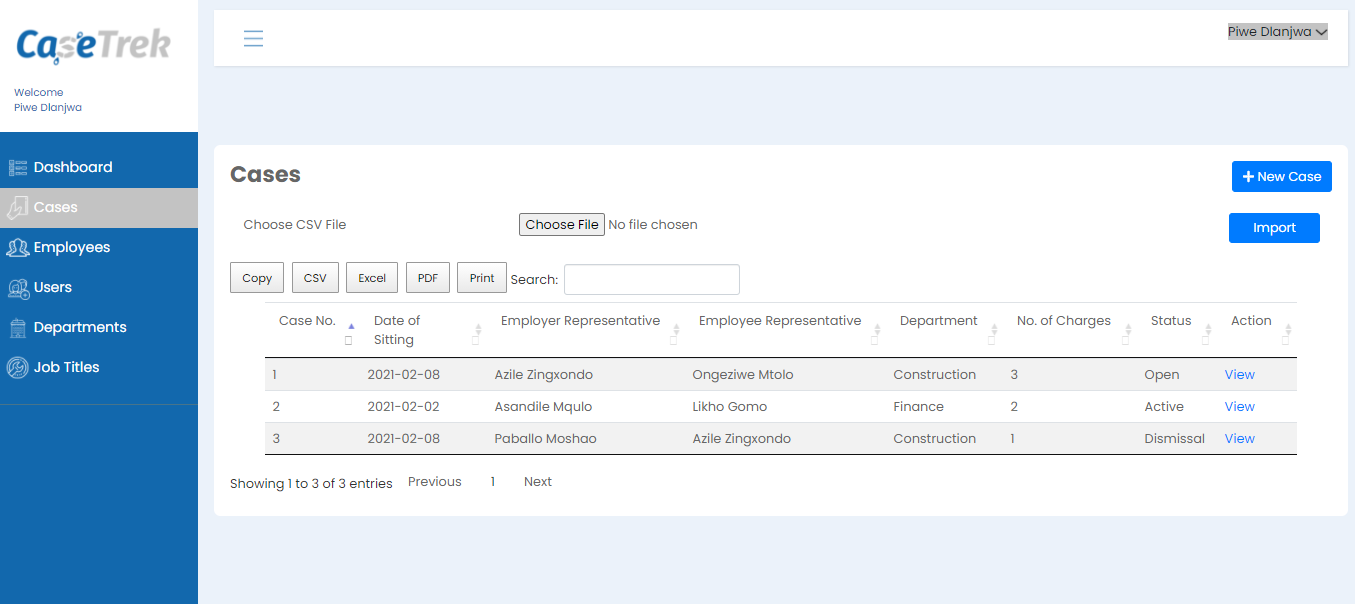 CaseTrek
Piwe Dlanjwa
Welcome
Piwe Dlanjwa
Dashboard
Cases
Employees
Users
Departments
Job Titles
Cases
New Case
Choose CSV File Choose File No file chosen Import
Copy CSV Excel PDF Print Search:
Case No. Date of Sitting Employer Representative Employee Representative Department No. of Charges Status Action
1 2021-02-08 Azile Zingxondo Ongeziwe Mtolo Construction 3 Open View
2 2021-02-02 Asandile Mqulo Likho Gomo Finance 2 Active View
3 2021-02-08 Paballo Moshao Azile Zingxondo Construction 1 Dismissal View
Showing 1 to 3 of 3 entries Previous 1 Next